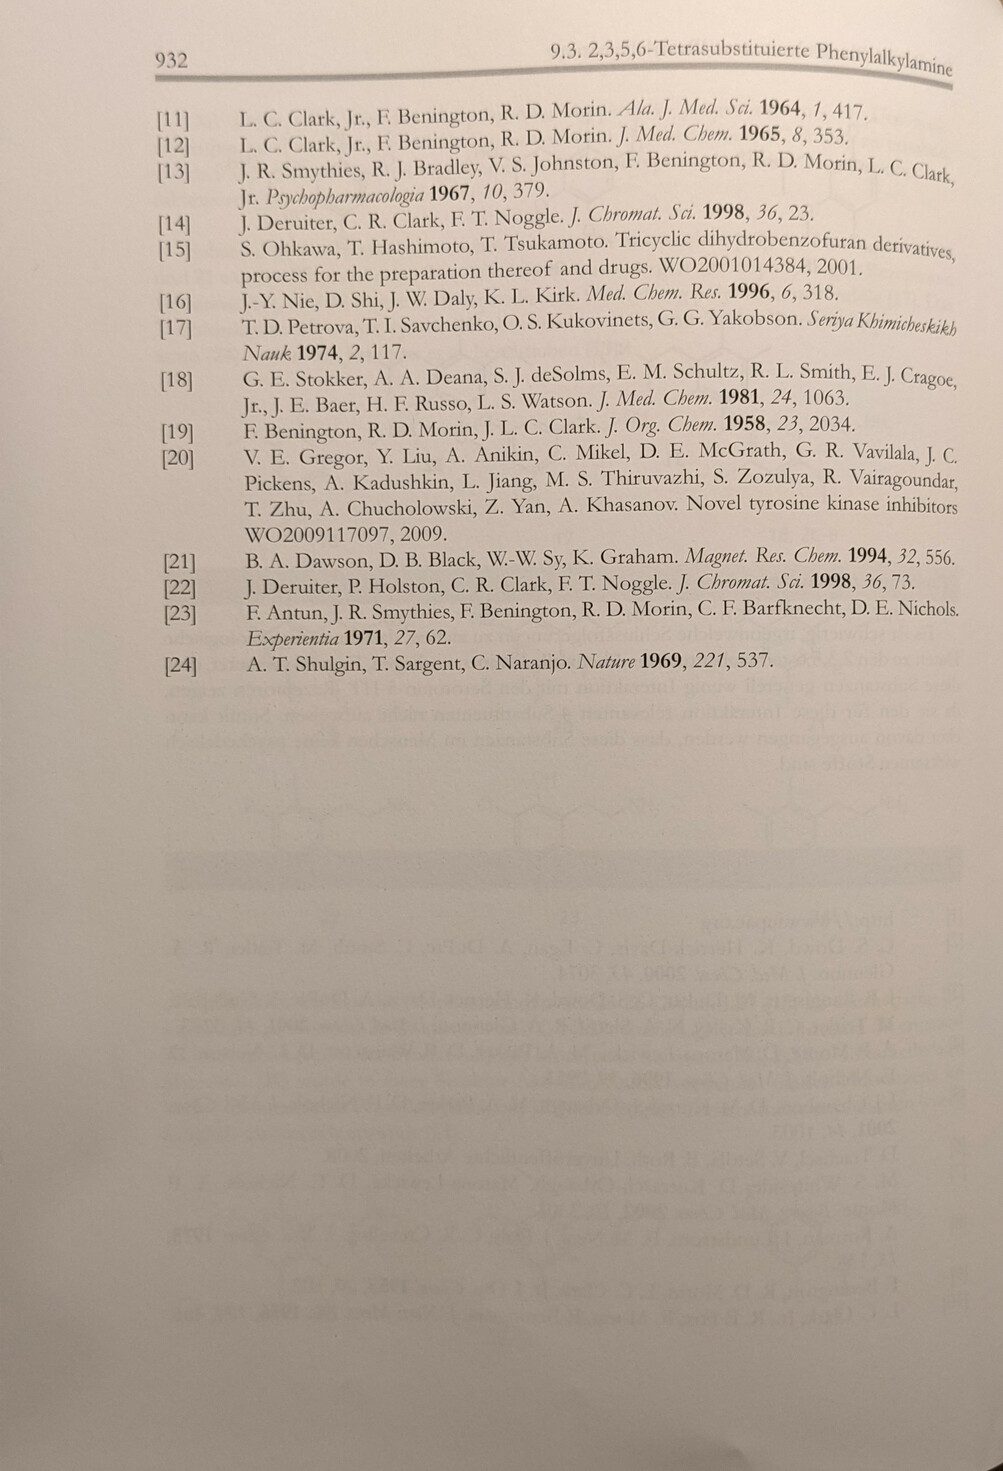 932
9.3. 2,3,5,6-Tetrasubstituierte Phenylalkylamine
[11] L. C. Clark, Jr., F. Benington, R. D. Morin. Ala. J. Med. Sci. 1964, 1, 417.
[12] L. C. Clark, Jr., F. Benington, R. D. Morin. J. Med. Chem. 1965, 8, 353.
[13] J. R. Smythies, R. J. Bradley, V. S. Johnston, F. Benington, R. D. Morin, L. C. Clark,
Jr. Psychopharmacologia 1967, 10, 379.
[14] J. Deruiter, C. R. Clark, F. T. Noggle. J. Chromat. Sci. 1998, 36, 23.
[15] S. Ohkawa, T. Hashimoto, T. Tsukamoto. Tricyclic dihydrobenzofuran derivatives,
process for the preparation thereof and drugs. WO2001014384, 2001.
[16] J.-Y. Nie, D. Shi, J. W. Daly, K. L. Kirk. Med. Chem. Res. 1996, 6, 318.
[17] T. D. Petrova, T. I. Savchenko, O. S. Kukovinets, G. G. Yakobson. Seriya Khimicheskikh
Nauk 1974, 2, 117.
[18] G. E. Stokker, A. A. Deana, S. J. deSolms, E. M. Schultz, R. L. Smith, E. J. Cragoe,
Jr., J. E. Baer, H. F. Russo, L. S. Watson. J. Med. Chem. 1981, 24, 1063.
[19] F. Benington, R. D. Morin, J. L. C. Clark. J. Org. Chem. 1958, 23, 2034.
[20] V. E. Gregor, Y. Liu, A. Anikin, C. Mikel, D. E. McGrath, G. R. Vavilala, J. C.
Pickens, A. Kadushkin, L. Jiang, M. S. Thiruvazhi, S. Zozulya, R. Vairagoundar,
T. Zhu, A. Chucholowski, Z. Yan, A. Khasanov. Novel tyrosine kinase inhibitors
WO2009117097, 2009.
[21] B. A. Dawson, D. B. Black, W.-W. Sy, K. Graham. Magnet. Res. Chem. 1994, 32, 556.
[22] J. Deruiter, P. Holston, C. R. Clark, F. T. Noggle. J. Chromat. Sci. 1998, 36, 73.
[23] F. Antun, J. R. Smythies, F. Benington, R. D. Morin, C. F. Barfknecht, D. E. Nichols.
Experientia 1971, 27, 62.
[24] A. T. Shulgin, T. Sargent, C. Naranjo. Nature 1969, 221, 537.